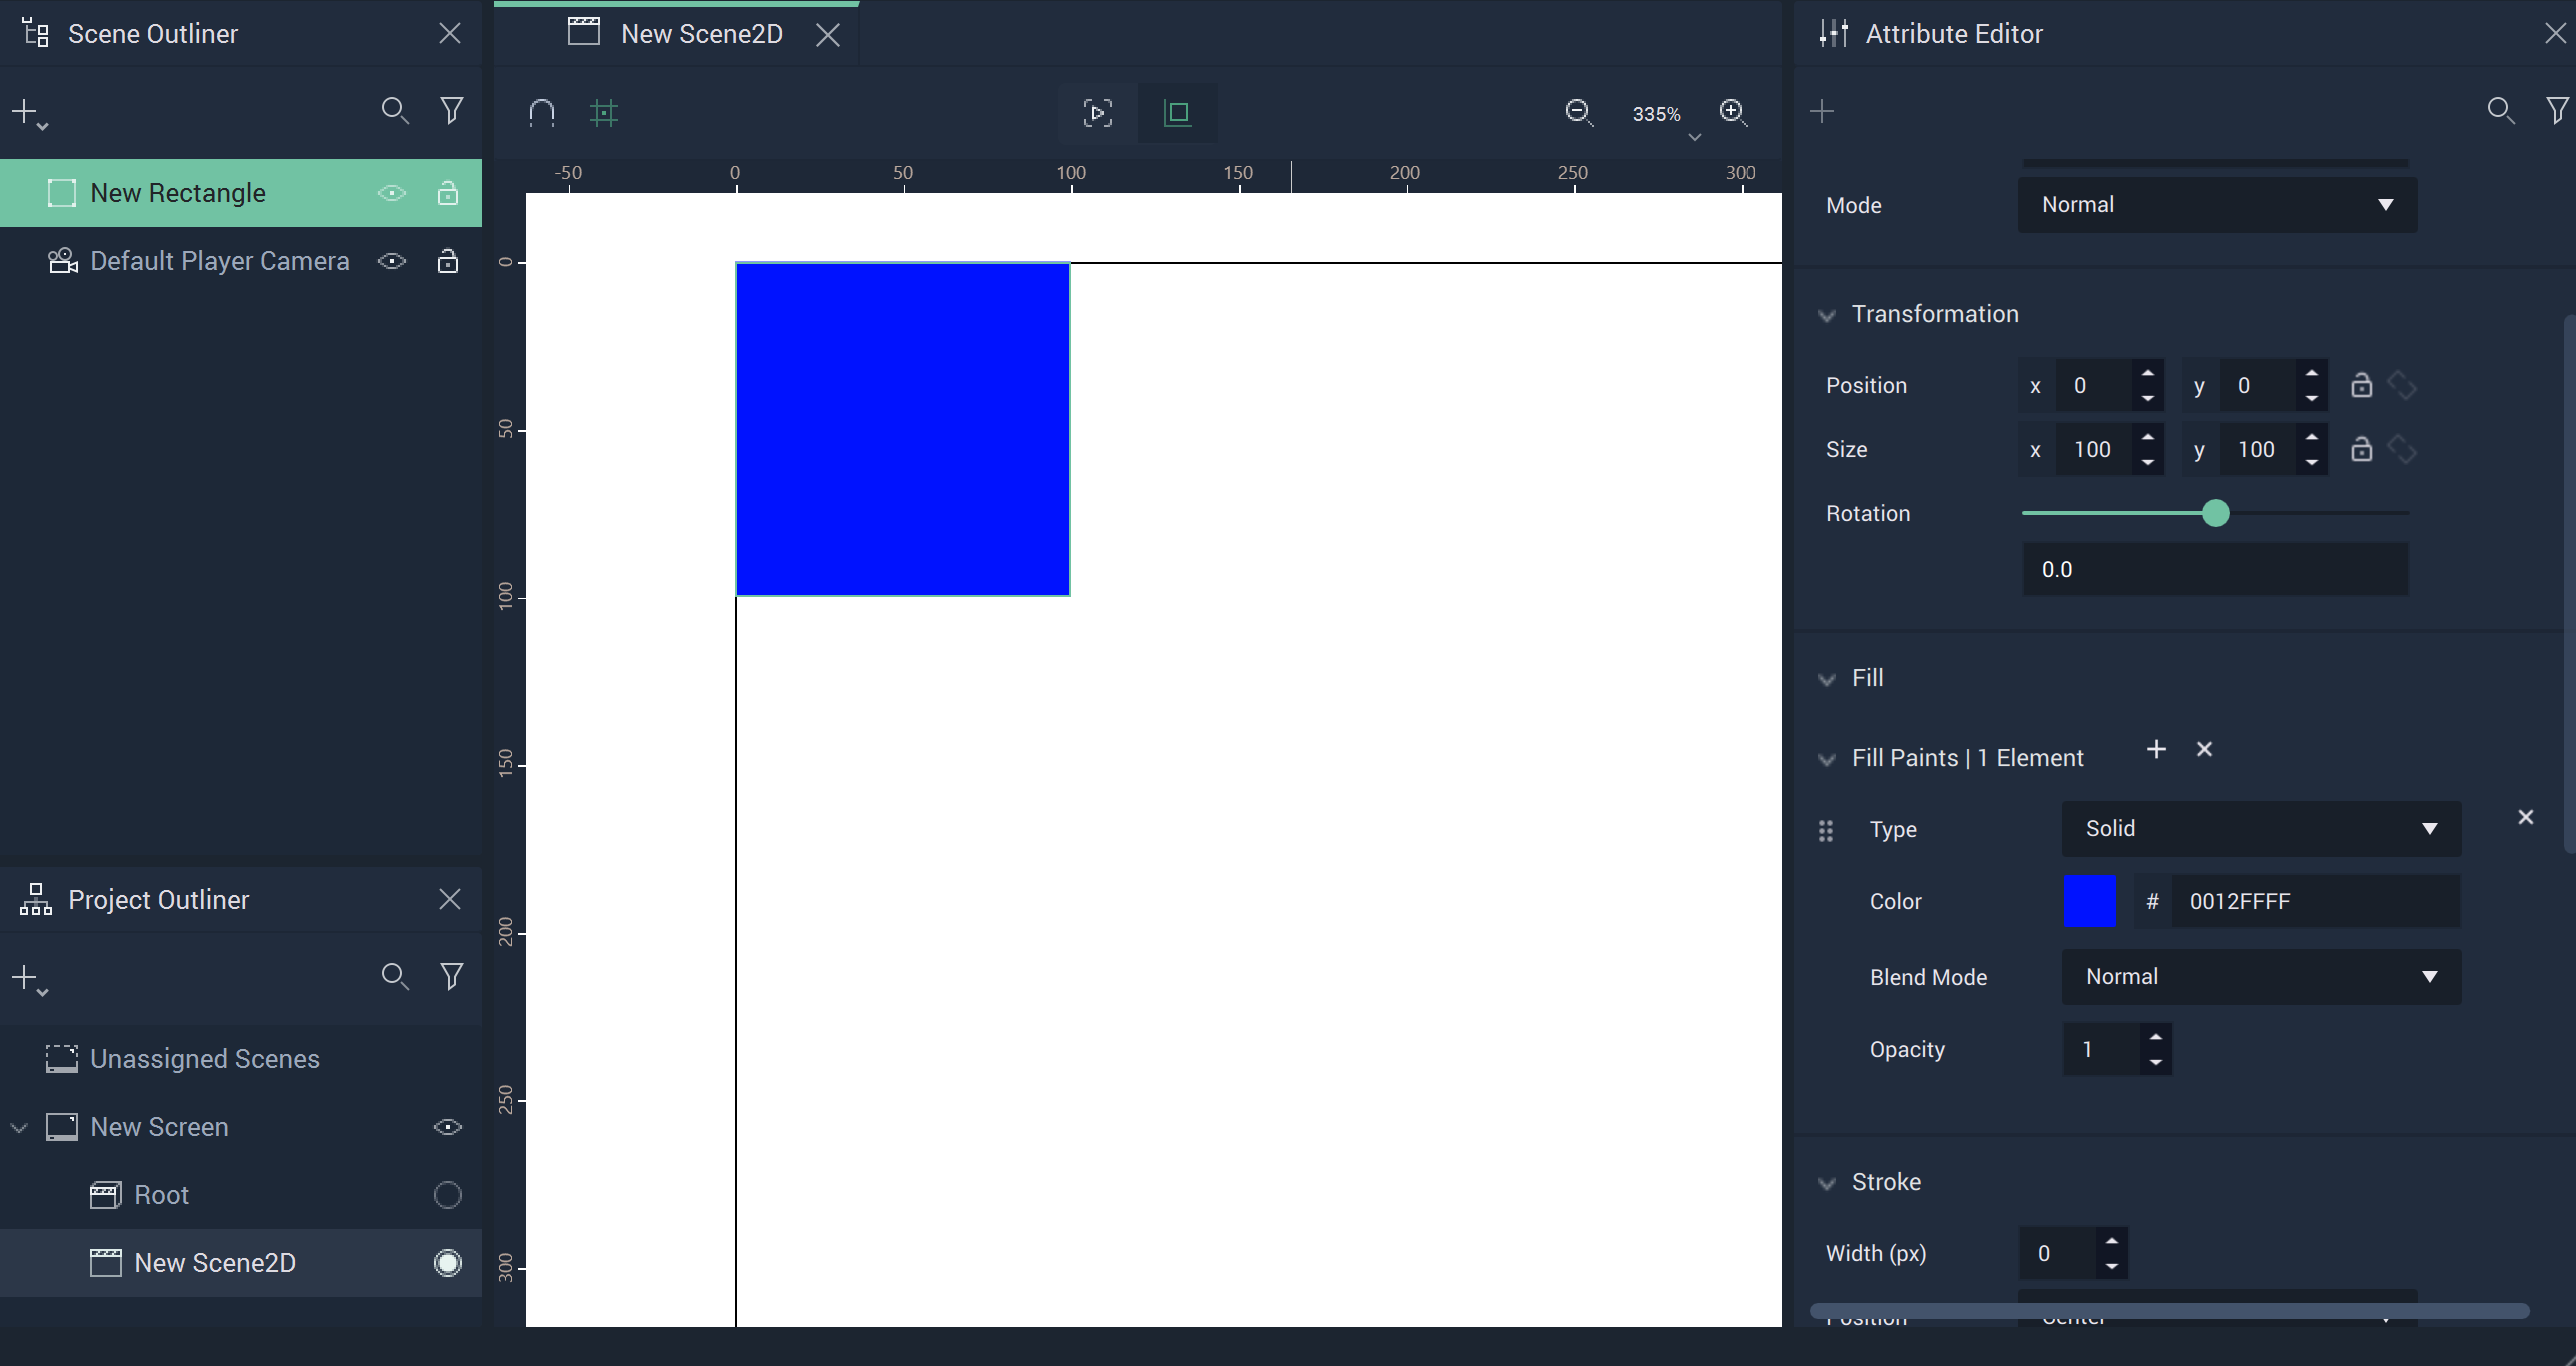 Scene Outliner
New Rectangle
Default Player Camera
Project Outliner
Unassigned Scenes
New Screen
Root
New Scene2D
New Scene2D
335%
-50 0 50 100 150 200 250 300
0
50
100
150
200
250
300
Attribute Editor
Mode Normal
Transformation
Position x 0 y 0
Size x 100 y 100
Rotation
0.0
Fill
Fill Paints | 1 Element
Type Solid
Color # 0012FFFF
Blend Mode Normal
Opacity 1
Stroke
Width (px) 0
Position Center